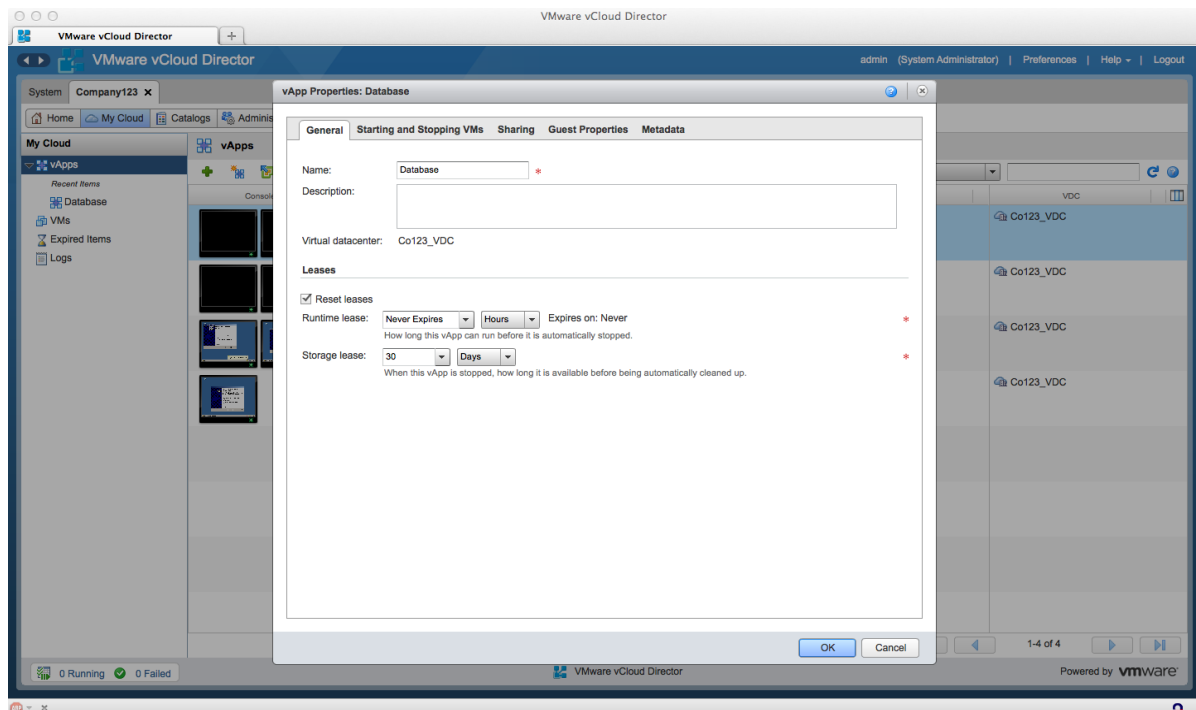 VMware vCloud Director
VMware vCloud Director
VMware vCloud Director
admin (System Administrator) | Preferences | Help | Logout
System Company123 x
Home My Cloud Catalogs Adminis
My Cloud
vApps
vApps
Recent Items
Database
VMs
Expired Items
Logs
Console
VDC
Co123_VDC
Co123_VDC
Co123_VDC
Co123_VDC
vApp Properties: Database
General Starting and Stopping VMs Sharing Guest Properties Metadata
Name: Database *
Description:
Virtual datacenter: Co123_VDC
Leases
Reset leases
Runtime lease: Never Expires Hours Expires on: Never *
How long this vApp can run before it is automatically stopped.
Storage lease: 30 Days *
When this vApp is stopped, how long it is available before being automatically cleaned up.
OK Cancel
1-4 of 4
0 Running 0 Failed
VMware vCloud Director
Powered by vmware